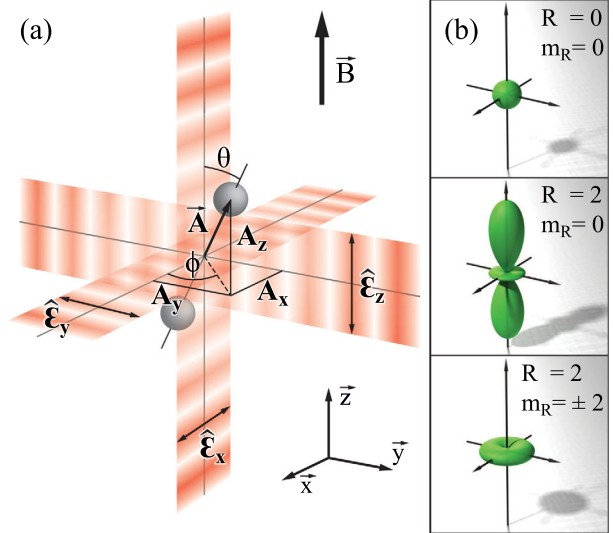 (a)
B⃗
θ
A⃗
A_z
ϕ
A_y
A_x
ε̂_z
ε̂_y
ε̂_x
z⃗
y⃗
x⃗
(b)
R = 0
m_R = 0
R = 2
m_R = 0
R = 2
m_R = ± 2